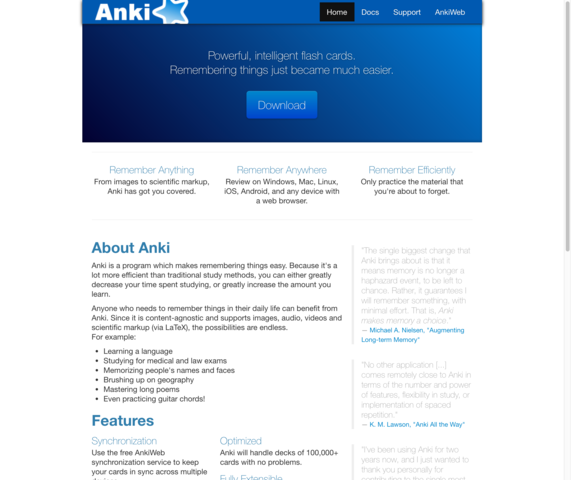 Anki
Home
Docs
Support
AnkiWeb
Powerful, intelligent flash cards.
Remembering things just became much easier.
Download
Remember Anything
From images to scientific markup,
Anki has got you covered.
Remember Anywhere
Review on Windows, Mac, Linux,
iOS, Android, and any device with
a web browser.
Remember Efficiently
Only practice the material that
you're about to forget.
About Anki
Anki is a program which makes remembering things easy. Because it's a
lot more efficient than traditional study methods, you can either greatly
decrease your time spent studying, or greatly increase the amount you
learn.
Anyone who needs to remember things in their daily life can benefit from
Anki. Since it is content-agnostic and supports images, audio, videos and
scientific markup (via LaTeX), the possibilities are endless.
For example:
• Learning a language
• Studying for medical and law exams
• Memorizing people's names and faces
• Brushing up on geography
• Mastering long poems
• Even practicing guitar chords!
Features
Synchronization
Use the free AnkiWeb
synchronization service to keep
your cards in sync across multiple
Optimized
Anki will handle decks of 100,000+
cards with no problems.
Fully Extensible
"The single biggest change that
Anki brings about is that it
means memory is no longer a
haphazard event, to be left to
chance. Rather, it guarantees I
will remember something, with
minimal effort. That is, Anki
makes memory a choice."
— Michael A. Nielsen, "Augmenting
Long-term Memory"
"No other application [...]
comes remotely close to Anki in
terms of the number and power
of features, flexibility in study, or
implementation of spaced
repetition."
— K. M. Lawson, "Anki All the Way"
"I've been using Anki for two
years now, and I just wanted to
thank you personally for